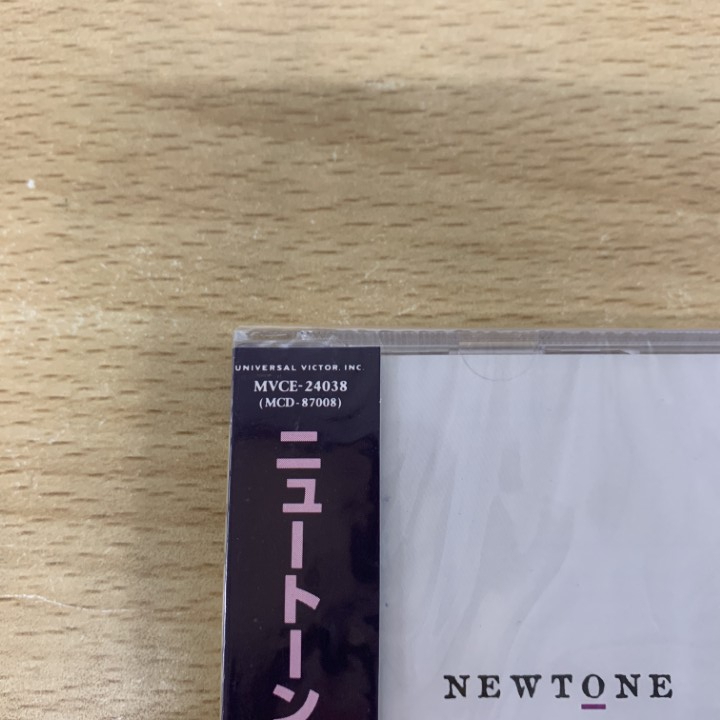 UNIVERSAL VICTOR, INC.
MVCE-24038
(MCD-87008)
ニュートーン
NEWTONE